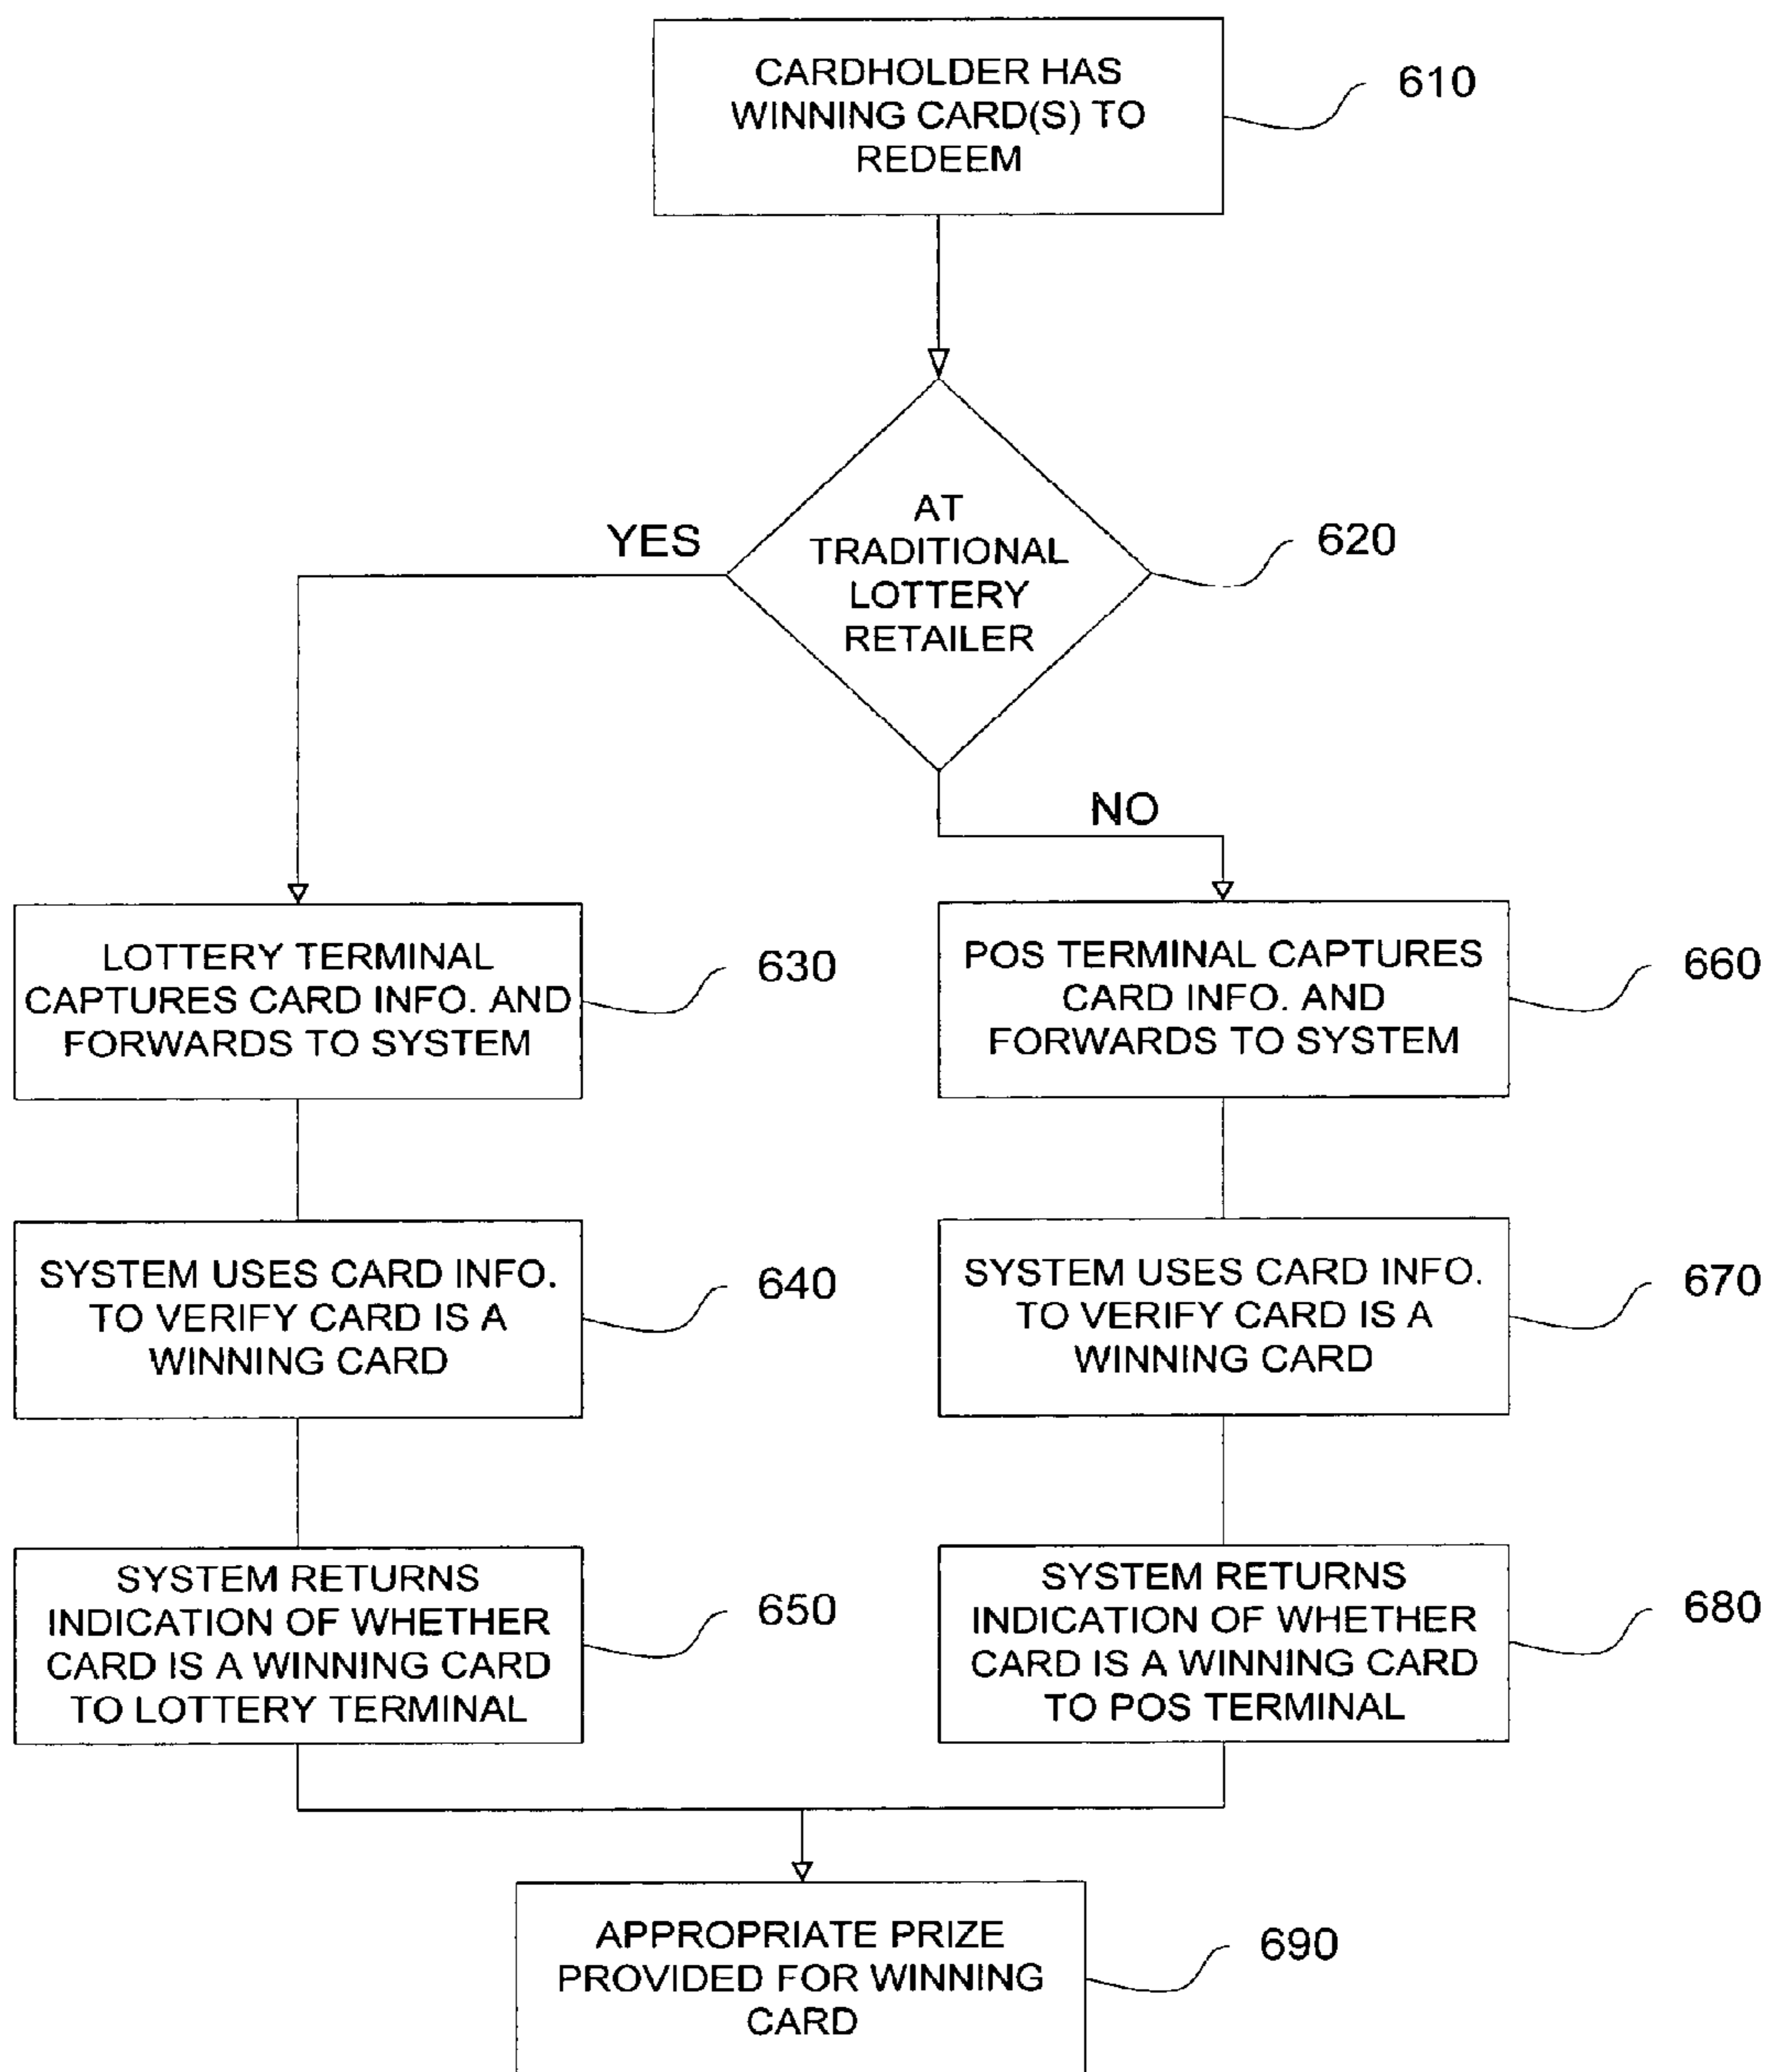 CARDHOLDER HAS
WINNING CARD(S) TO
REDEEM
610
AT
TRADITIONAL
LOTTERY
RETAILER
620
YES
NO
LOTTERY TERMINAL
CAPTURES CARD INFO. AND
FORWARDS TO SYSTEM
630
POS TERMINAL CAPTURES
CARD INFO. AND
FORWARDS TO SYSTEM
660
SYSTEM USES CARD INFO.
TO VERIFY CARD IS A
WINNING CARD
640
SYSTEM USES CARD INFO.
TO VERIFY CARD IS A
WINNING CARD
670
SYSTEM RETURNS
INDICATION OF WHETHER
CARD IS A WINNING CARD
TO LOTTERY TERMINAL
650
SYSTEM RETURNS
INDICATION OF WHETHER
CARD IS A WINNING CARD
TO POS TERMINAL
680
APPROPRIATE PRIZE
PROVIDED FOR WINNING
CARD
690